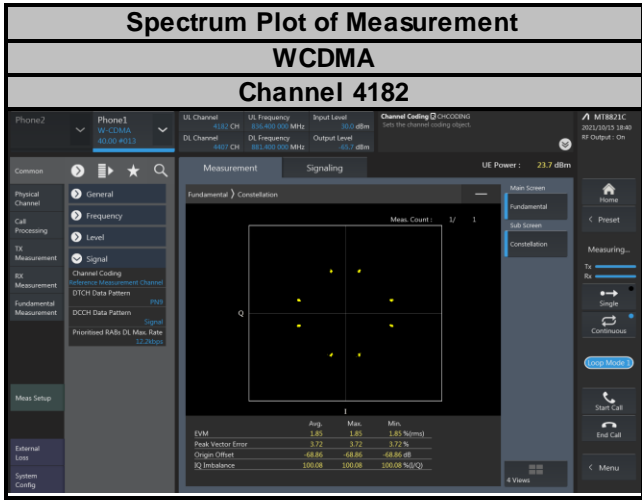 Spectrum Plot of Measurement
WCDMA
Channel 4182
Phone2
Phone1
W-CDMA
40.00 #013
UL Channel
4182 CH
UL Frequency
836.400 000 MHz
Input Level
30.0 dBm
DL Channel
4407 CH
DL Frequency
881.400 000 MHz
Output Level
-65.7 dBm
Channel Coding CHCODING
Sets the channel coding object.
MT8821C
2021/10/15 18:40
RF Output : On
Common
Physical
Channel
Call
Processing
TX
Measurement
RX
Measurement
Fundamental
Measurement
Meas Setup
External
Loss
System
Config
General
Frequency
Level
Signal
Channel Coding
Reference Measurement Channel
DTCH Data Pattern
PN9
DCCH Data Pattern
Signal
Prioritised RABs DL Max. Rate
12.2kbps
Measurement
Signaling
UE Power : 23.7 dBm
Fundamental Constellation
Meas. Count : 1/ 1
Q
I
Avg. Max. Min.
EVM 1.85 1.85 1.85 %(rms)
Peak Vector Error 3.72 3.72 3.72 %
Origin Offset -68.86 -68.86 -68.86 dB
IQ Imbalance 100.08 100.08 100.08 %(I/Q)
Main Screen
Fundamental
Sub Screen
Constellation
4 Views
Home
< Preset
Measuring...
Tx
Rx
Single
Continuous
Loop Mode 1
Start Call
End Call
< Menu